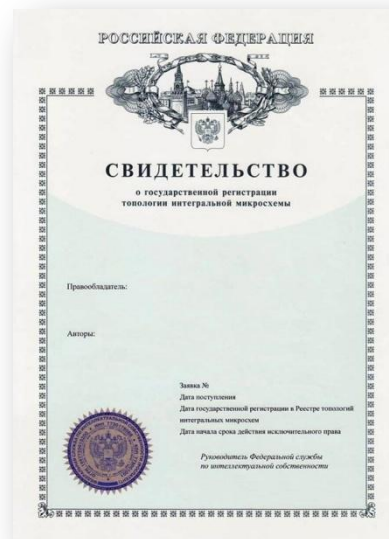 РОССИЙСКАЯ ФЕДЕРАЦИЯ
СВИДЕТЕЛЬСТВО
о государственной регистрации
топологии интегральной микросхемы
Правообладатель:
Авторы:
Заявка №
Дата поступления
Дата государственной регистрации в Реестре топологий
интегральных микросхем
Дата начала срока действия исключительного права
Руководитель Федеральной службы
по интеллектуальной собственности